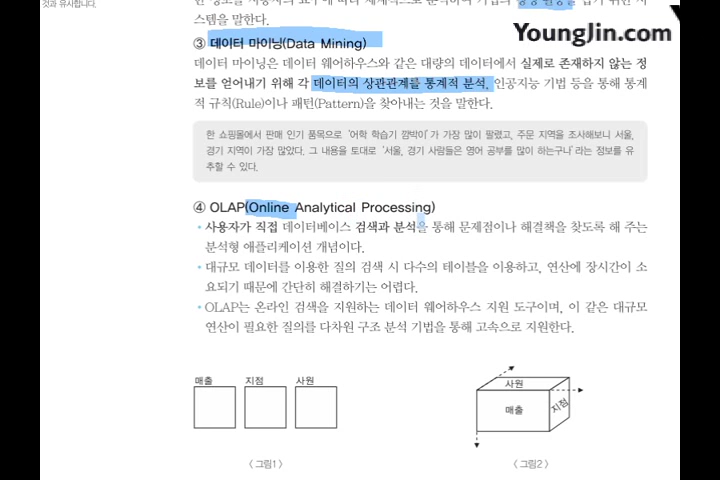 것과 유사합니다.
스템을 말한다.
YoungJin.com
③ 데이터 마이닝(Data Mining)
데이터 마이닝은 데이터 웨어하우스와 같은 대량의 데이터에서 실제로 존재하지 않는 정
보를 얻어내기 위해 각 데이터의 상관관계를 통계적 분석, 인공지능 기법 등을 통해 통계
적 규칙(Rule)이나 패턴(Pattern)을 찾아내는 것을 말한다.
한 쇼핑몰에서 판매 인기 품목으로 '어학 학습기 깜박이'가 가장 많이 팔렸고, 주문 지역을 조사해보니 서울,
경기 지역이 가장 많았다. 그 내용을 토대로 '서울, 경기 사람들은 영어 공부를 많이 하는구나'라는 정보를 유
추할 수 있다.
④ OLAP(Online Analytical Processing)
• 사용자가 직접 데이터베이스 검색과 분석을 통해 문제점이나 해결책을 찾도록 해 주는
분석형 애플리케이션 개념이다.
• 대규모 데이터를 이용한 질의 검색 시 다수의 테이블을 이용하고, 연산에 장시간이 소
요되기 때문에 간단히 해결하기는 어렵다.
• OLAP는 온라인 검색을 지원하는 데이터 웨어하우스 지원 도구이며, 이 같은 대규모
연산이 필요한 질의를 다차원 구조 분석 기법을 통해 고속으로 지원한다.
매출 지점 사원
사원
매출
지점
〈그림1〉 〈그림2〉